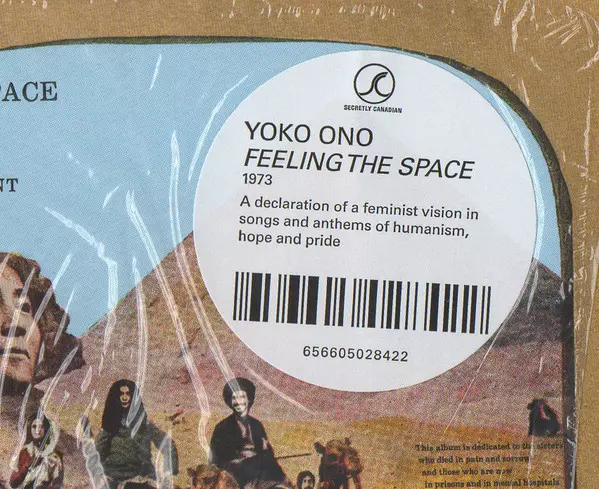 PACE
NT
SECRETLY CANADIAN
YOKO ONO
FEELING THE SPACE
1973
A declaration of a feminist vision in
songs and anthems of humanism,
hope and pride
656605028422
This album is dedicated to the sisters
who died in pain and sorrow
and those who are now
in prisons and in mental hospitals